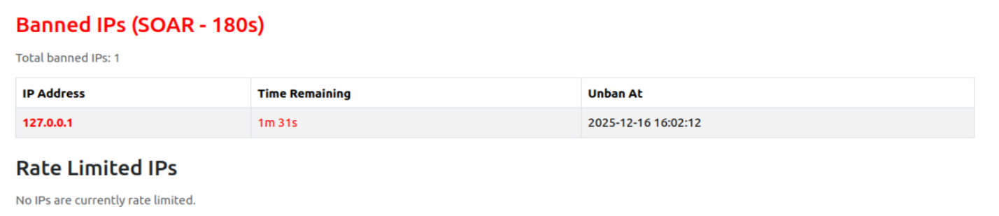 Banned IPs (SOAR - 180s)
Total banned IPs: 1
IP Address Time Remaining Unban At
127.0.0.1 1m 31s 2025-12-16 16:02:12
Rate Limited IPs
No IPs are currently rate limited.